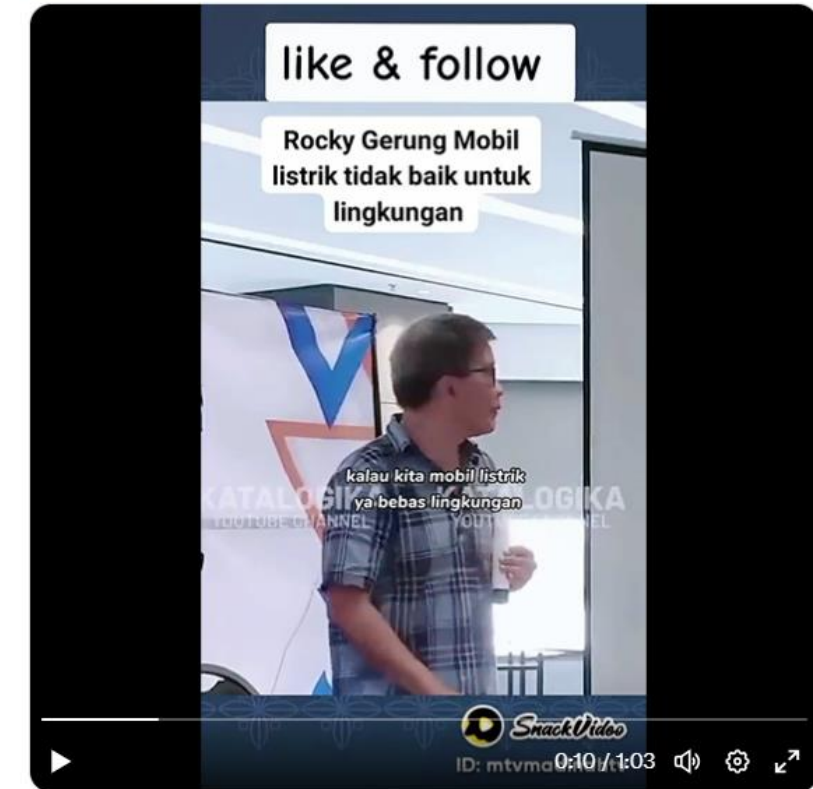 like & follow
Rocky Gerung Mobil
listrik tidak baik untuk
lingkungan
kalau kita mobil listrik
ya bebas lingkungan
KATALOGIKA
YOUTUBE CHANNEL
SnackVideo
0:10 / 1:03